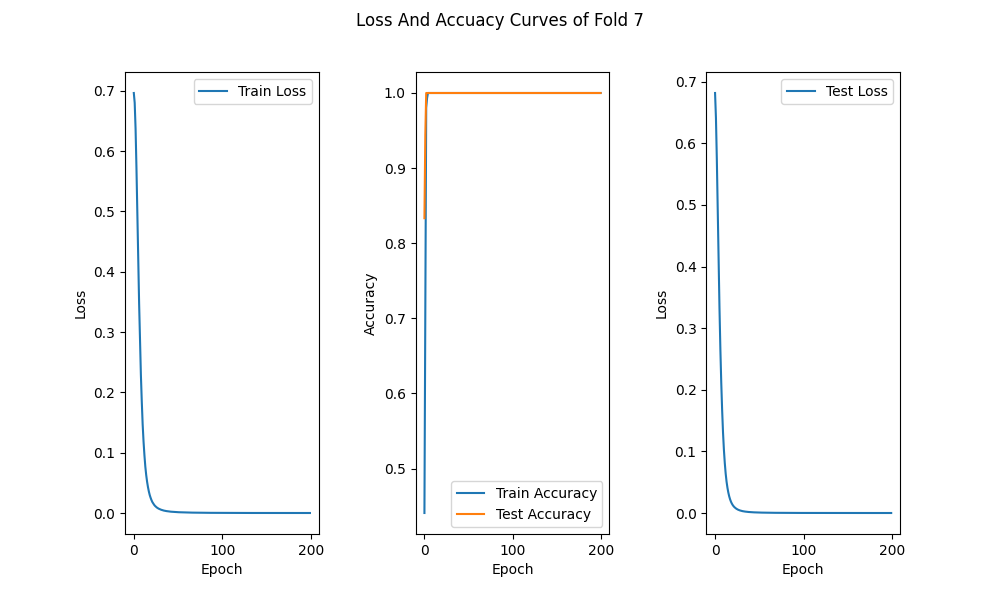 Loss And Accuacy Curves of Fold 7
Train Loss
0.7
0.6
0.5
0.4
0.3
0.2
0.1
0.0
Loss
0
100
200
Epoch
1.0
0.9
0.8
0.7
0.6
0.5
Accuracy
Train Accuracy
Test Accuracy
0
100
200
Epoch
Test Loss
0.7
0.6
0.5
0.4
0.3
0.2
0.1
0.0
Loss
0
100
200
Epoch